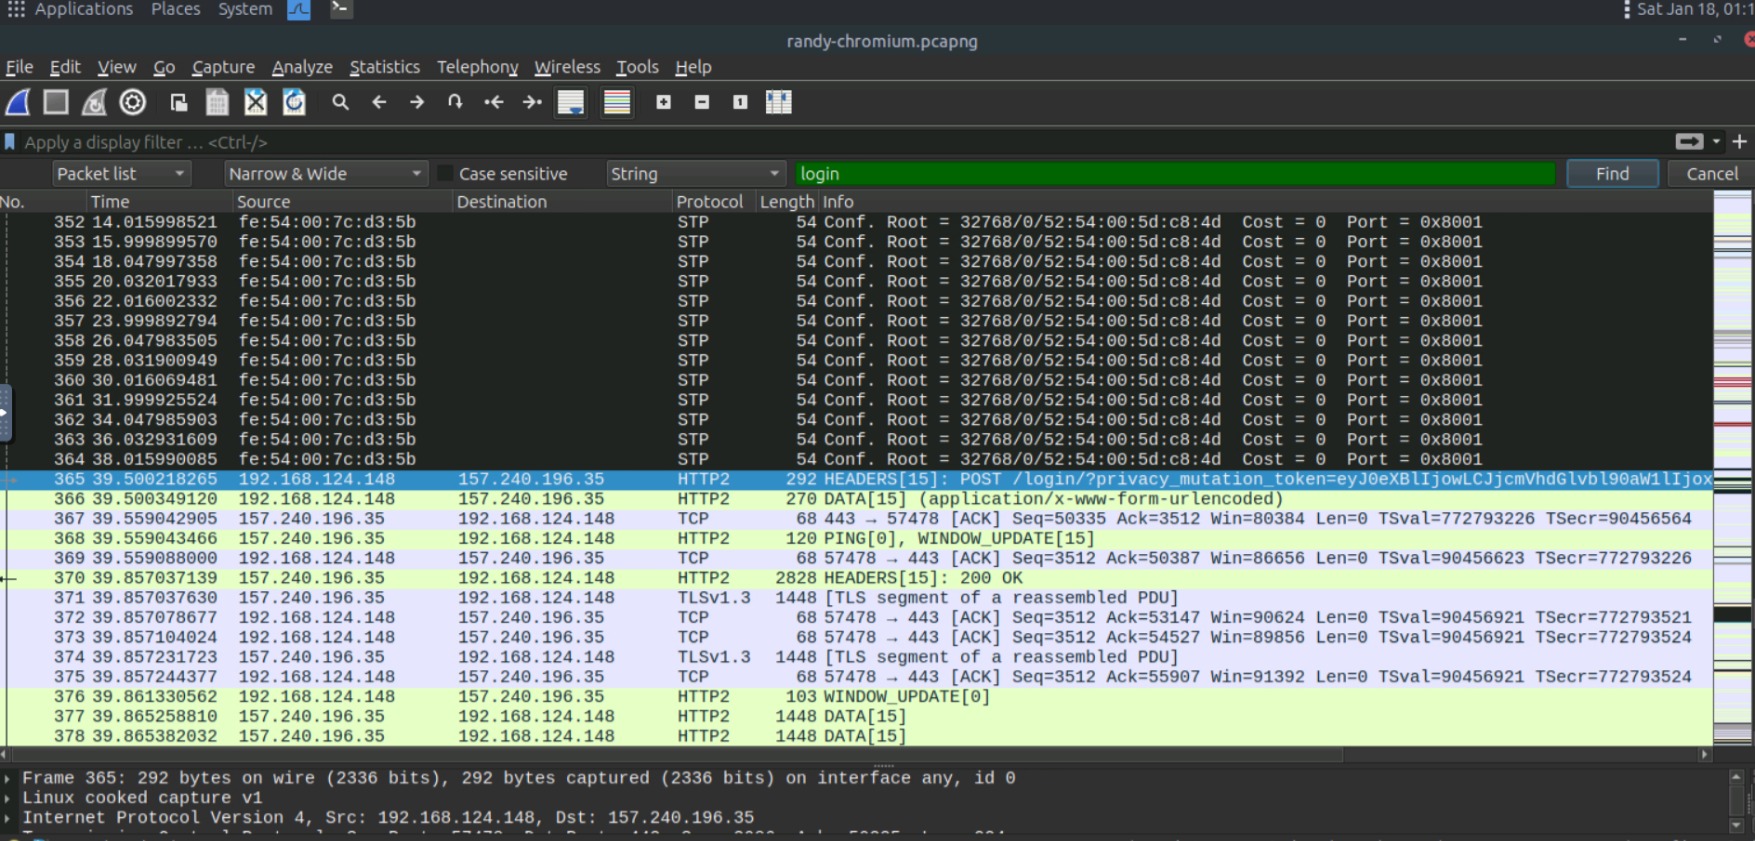 Applications Places System Sat Jan 18, 01:1
randy-chromium.pcapng
File Edit View Go Capture Analyze Statistics Telephony Wireless Tools Help
Apply a display filter … <Ctrl-/>
Packet list Narrow & Wide Case sensitive String login Find Cancel
No. Time Source Destination Protocol Length Info
352 14.015998521 fe:54:00:7c:d3:5b STP 54 Conf. Root = 32768/0/52:54:00:5d:c8:4d Cost = 0 Port = 0x8001
353 15.999899570 fe:54:00:7c:d3:5b STP 54 Conf. Root = 32768/0/52:54:00:5d:c8:4d Cost = 0 Port = 0x8001
354 18.047997358 fe:54:00:7c:d3:5b STP 54 Conf. Root = 32768/0/52:54:00:5d:c8:4d Cost = 0 Port = 0x8001
355 20.032017933 fe:54:00:7c:d3:5b STP 54 Conf. Root = 32768/0/52:54:00:5d:c8:4d Cost = 0 Port = 0x8001
356 22.016002332 fe:54:00:7c:d3:5b STP 54 Conf. Root = 32768/0/52:54:00:5d:c8:4d Cost = 0 Port = 0x8001
357 23.999892794 fe:54:00:7c:d3:5b STP 54 Conf. Root = 32768/0/52:54:00:5d:c8:4d Cost = 0 Port = 0x8001
358 26.047983505 fe:54:00:7c:d3:5b STP 54 Conf. Root = 32768/0/52:54:00:5d:c8:4d Cost = 0 Port = 0x8001
359 28.031900949 fe:54:00:7c:d3:5b STP 54 Conf. Root = 32768/0/52:54:00:5d:c8:4d Cost = 0 Port = 0x8001
360 30.016069481 fe:54:00:7c:d3:5b STP 54 Conf. Root = 32768/0/52:54:00:5d:c8:4d Cost = 0 Port = 0x8001
361 31.999925524 fe:54:00:7c:d3:5b STP 54 Conf. Root = 32768/0/52:54:00:5d:c8:4d Cost = 0 Port = 0x8001
362 34.047985903 fe:54:00:7c:d3:5b STP 54 Conf. Root = 32768/0/52:54:00:5d:c8:4d Cost = 0 Port = 0x8001
363 36.032931609 fe:54:00:7c:d3:5b STP 54 Conf. Root = 32768/0/52:54:00:5d:c8:4d Cost = 0 Port = 0x8001
364 38.015990085 fe:54:00:7c:d3:5b STP 54 Conf. Root = 32768/0/52:54:00:5d:c8:4d Cost = 0 Port = 0x8001
365 39.500218265 192.168.124.148 157.240.196.35 HTTP2 292 HEADERS[15]: POST /login/?privacy_mutation_token=eyJ0eXBlIjowLCJjcmVhdGlvbl90aW1lIjox
366 39.500349120 192.168.124.148 157.240.196.35 HTTP2 270 DATA[15] (application/x-www-form-urlencoded)
367 39.559042905 157.240.196.35 192.168.124.148 TCP 68 443 → 57478 [ACK] Seq=50335 Ack=3512 Win=80384 Len=0 TSval=772793226 TSecr=90456564
368 39.559043466 157.240.196.35 192.168.124.148 HTTP2 120 PING[0], WINDOW_UPDATE[15]
369 39.559088000 192.168.124.148 157.240.196.35 TCP 68 57478 → 443 [ACK] Seq=3512 Ack=50387 Win=86656 Len=0 TSval=90456623 TSecr=772793226
370 39.857037139 157.240.196.35 192.168.124.148 HTTP2 2828 HEADERS[15]: 200 OK
371 39.857037630 157.240.196.35 192.168.124.148 TLSv1.3 1448 [TLS segment of a reassembled PDU]
372 39.857078677 192.168.124.148 157.240.196.35 TCP 68 57478 → 443 [ACK] Seq=3512 Ack=53147 Win=90624 Len=0 TSval=90456921 TSecr=772793521
373 39.857104024 192.168.124.148 157.240.196.35 TCP 68 57478 → 443 [ACK] Seq=3512 Ack=54527 Win=89856 Len=0 TSval=90456921 TSecr=772793524
374 39.857231723 157.240.196.35 192.168.124.148 TLSv1.3 1448 [TLS segment of a reassembled PDU]
375 39.857244377 192.168.124.148 157.240.196.35 TCP 68 57478 → 443 [ACK] Seq=3512 Ack=55907 Win=91392 Len=0 TSval=90456921 TSecr=772793524
376 39.861330562 192.168.124.148 157.240.196.35 HTTP2 103 WINDOW_UPDATE[0]
377 39.865258810 157.240.196.35 192.168.124.148 HTTP2 1448 DATA[15]
378 39.865382032 157.240.196.35 192.168.124.148 HTTP2 1448 DATA[15]
Frame 365: 292 bytes on wire (2336 bits), 292 bytes captured (2336 bits) on interface any, id 0
Linux cooked capture v1
Internet Protocol Version 4, Src: 192.168.124.148, Dst: 157.240.196.35